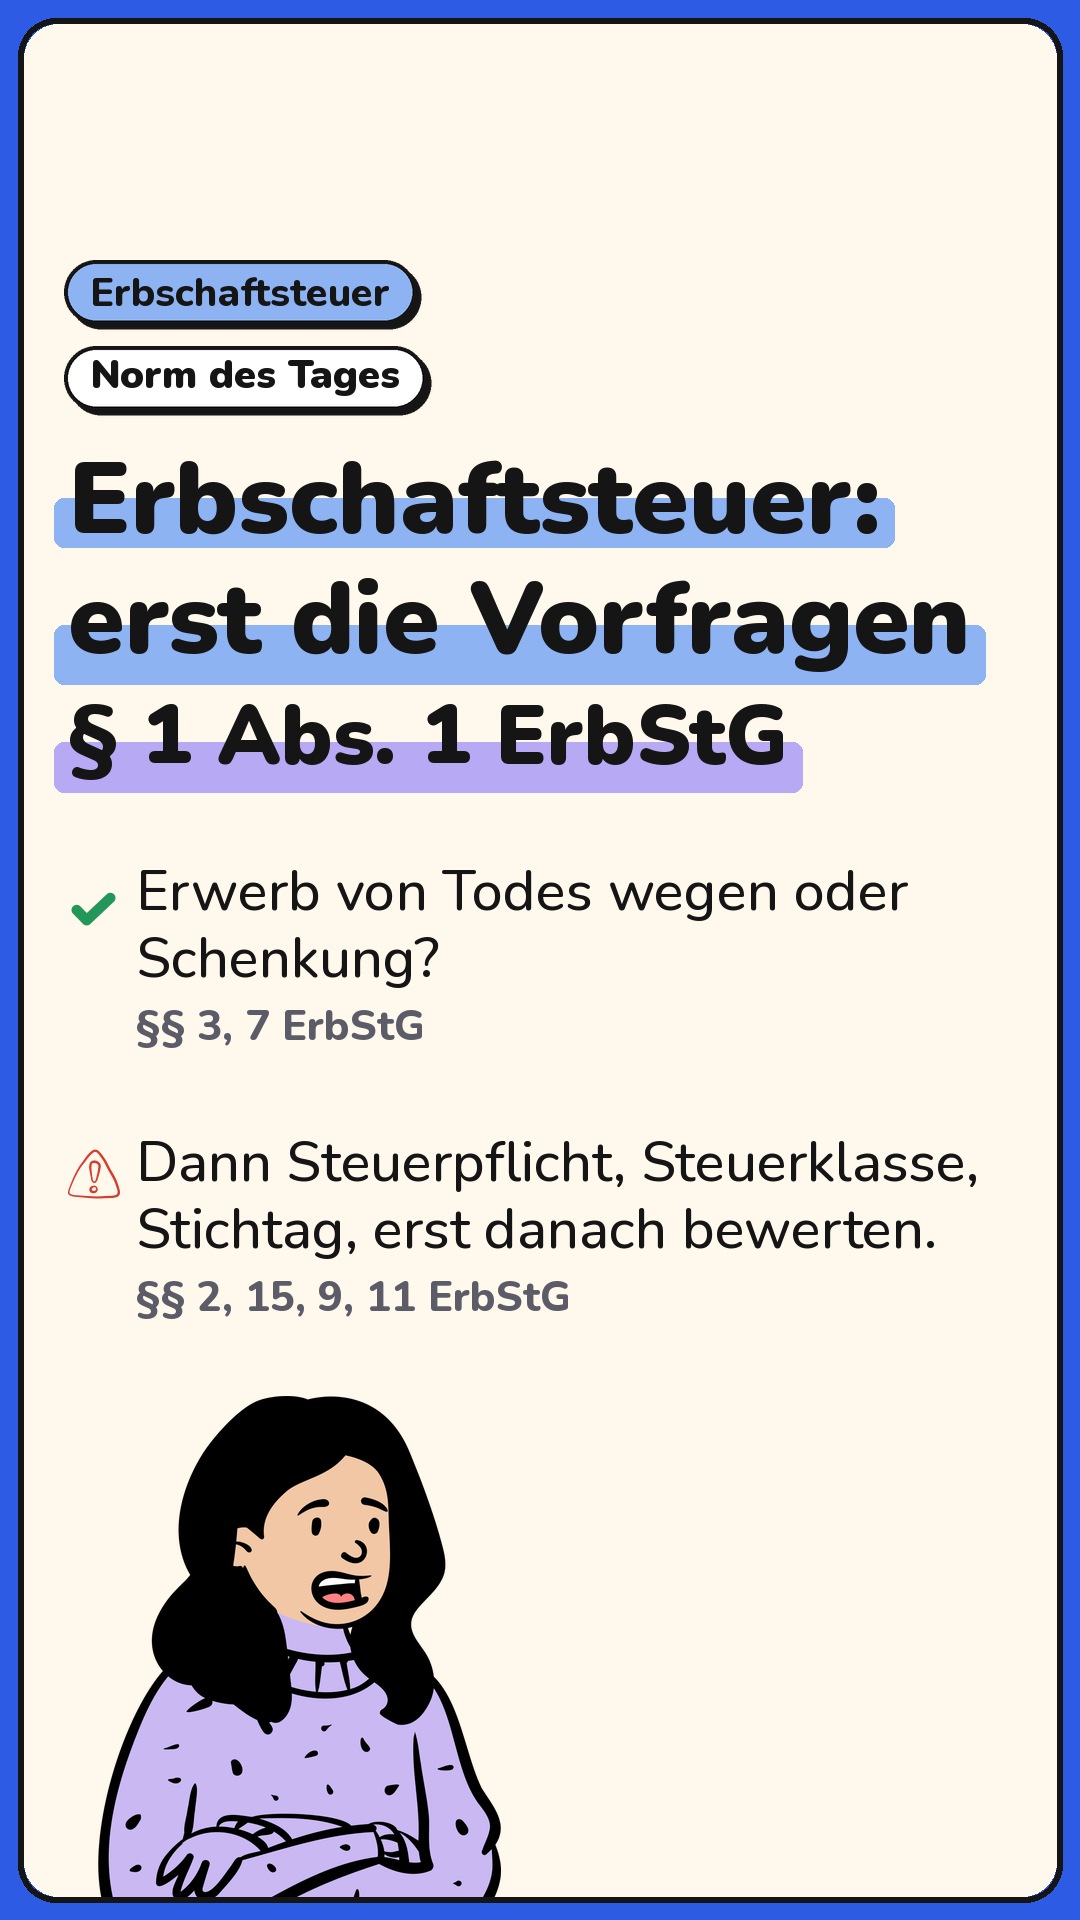 Erbschaftsteuer
Norm des Tages
Erbschaftsteuer:
erst die Vorfragen
§ 1 Abs. 1 ErbStG
Erwerb von Todes wegen oder
Schenkung?
§§ 3, 7 ErbStG
Dann Steuerpflicht, Steuerklasse,
Stichtag, erst danach bewerten.
§§ 2, 15, 9, 11 ErbStG